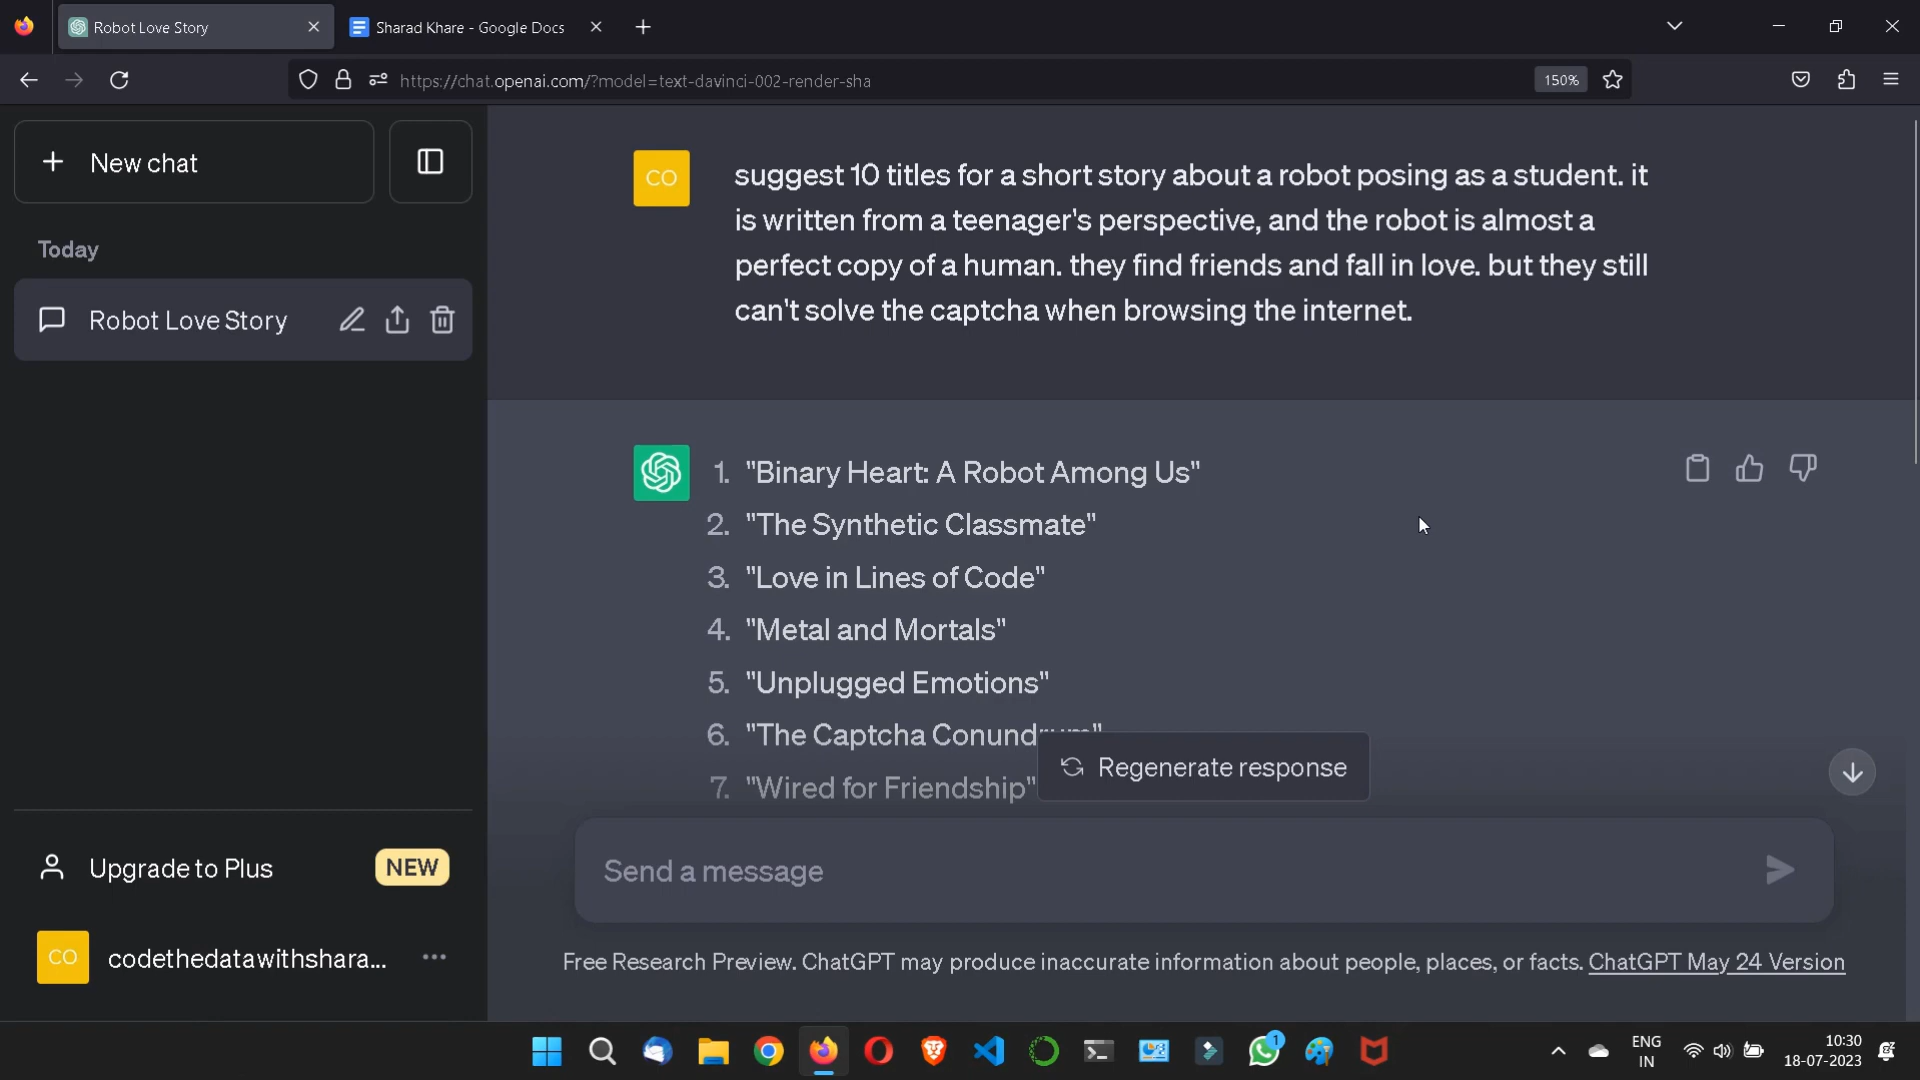 Robot Love Story
Sharad Khare - Google Docs
https://chat.openai.com/?model=text-davinci-002-render-sha
150%
New chat
Today
Robot Love Story
CO
suggest 10 titles for a short story about a robot posing as a student. it
is written from a teenager's perspective, and the robot is almost a
perfect copy of a human. they find friends and fall in love. but they still
can't solve the captcha when browsing the internet.
1. "Binary Heart: A Robot Among Us"
2. "The Synthetic Classmate"
3. "Love in Lines of Code"
4. "Metal and Mortals"
5. "Unplugged Emotions"
6. "The Captcha Conundrum"
7. "Wired for Friendship"
Regenerate response
Send a message
Free Research Preview. ChatGPT may produce inaccurate information about people, places, or facts. ChatGPT May 24 Version
Upgrade to Plus
NEW
CO
codethedatawithshara...
1
ENG
IN
10:30
18-07-2023